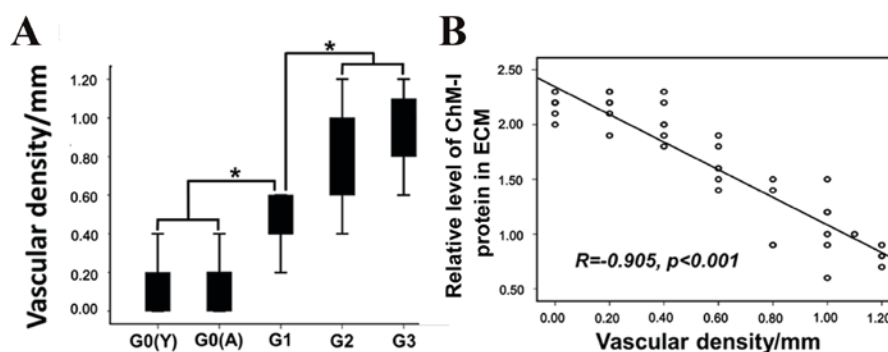 A
Vascular density/mm
1.20
1.00
0.80
0.60
0.40
0.20
0.00
*
*
G0(Y) G0(A) G1 G2 G3
B
Relative level of ChM-I
protein in ECM
2.50
2.00
1.50
1.00
0.50
R=-0.905, p<0.001
0.00 0.20 0.40 0.60 0.80 1.00 1.20
Vascular density/mm